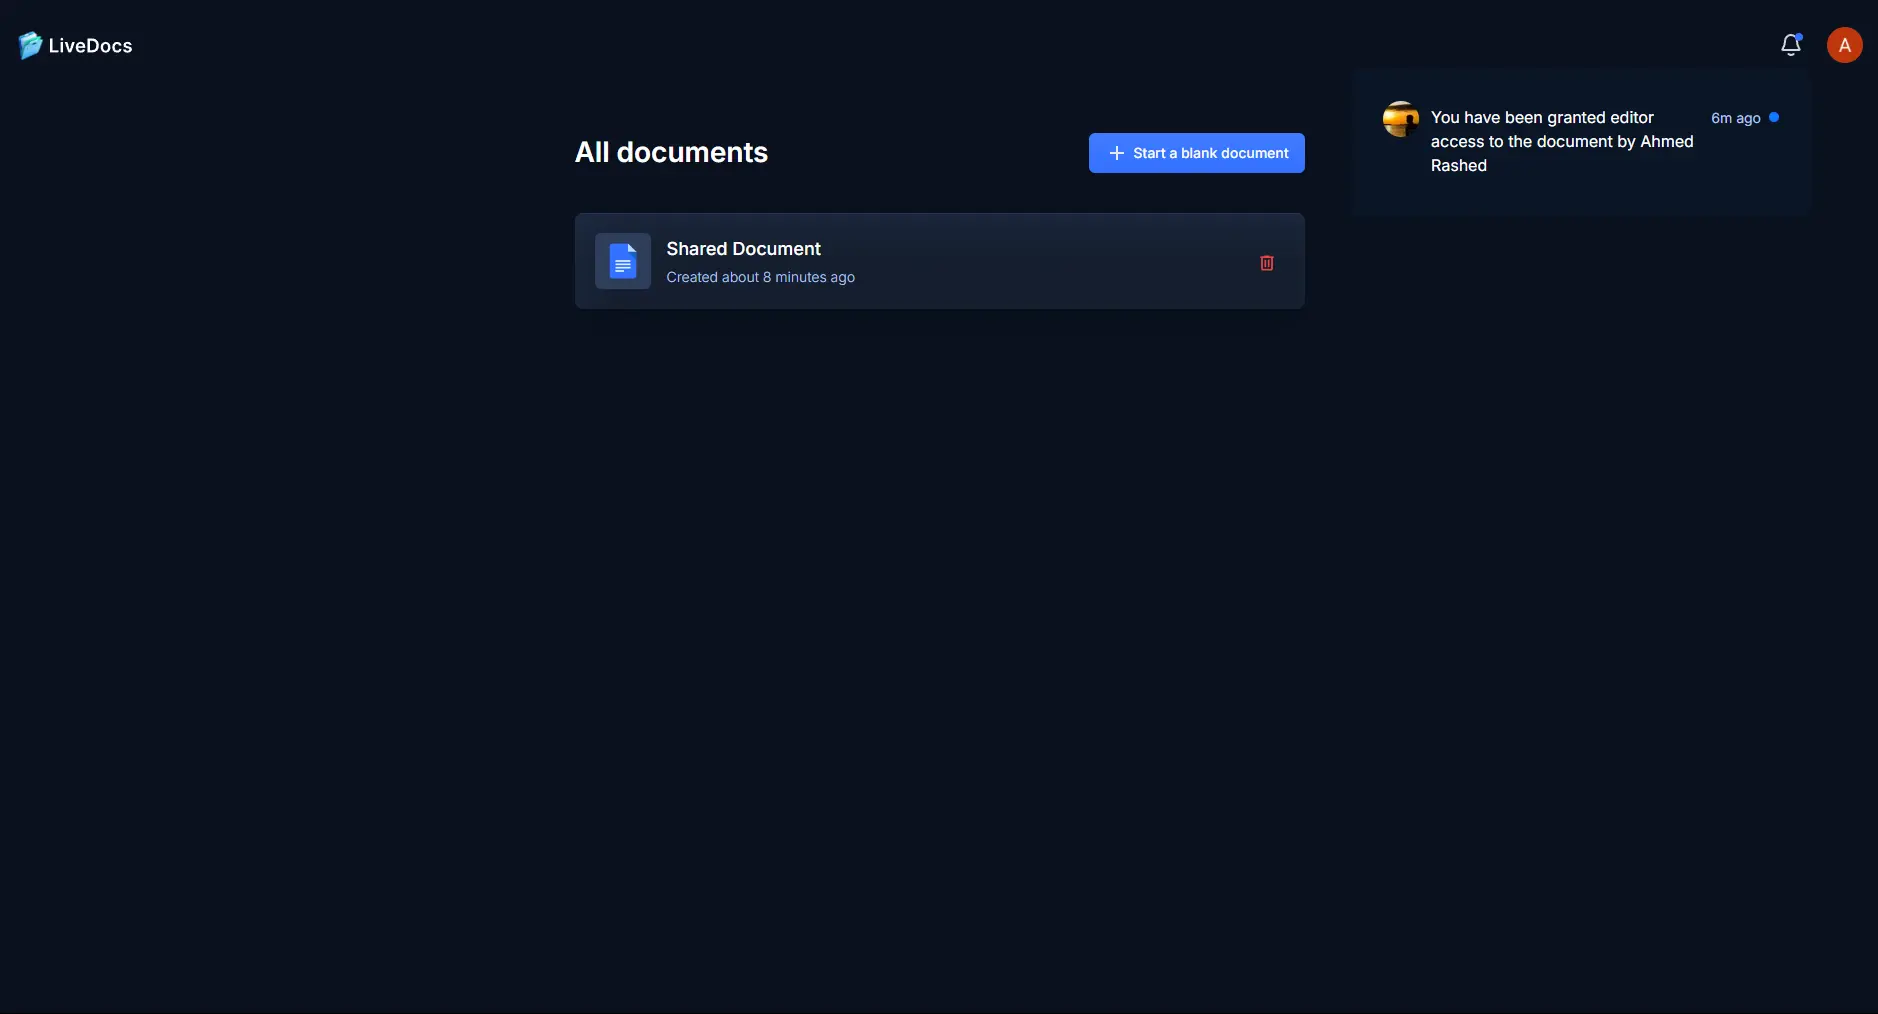 LiveDocs
A
You have been granted editor
access to the document by Ahmed
Rashed
6m ago
All documents
Start a blank document
Shared Document
Created about 8 minutes ago